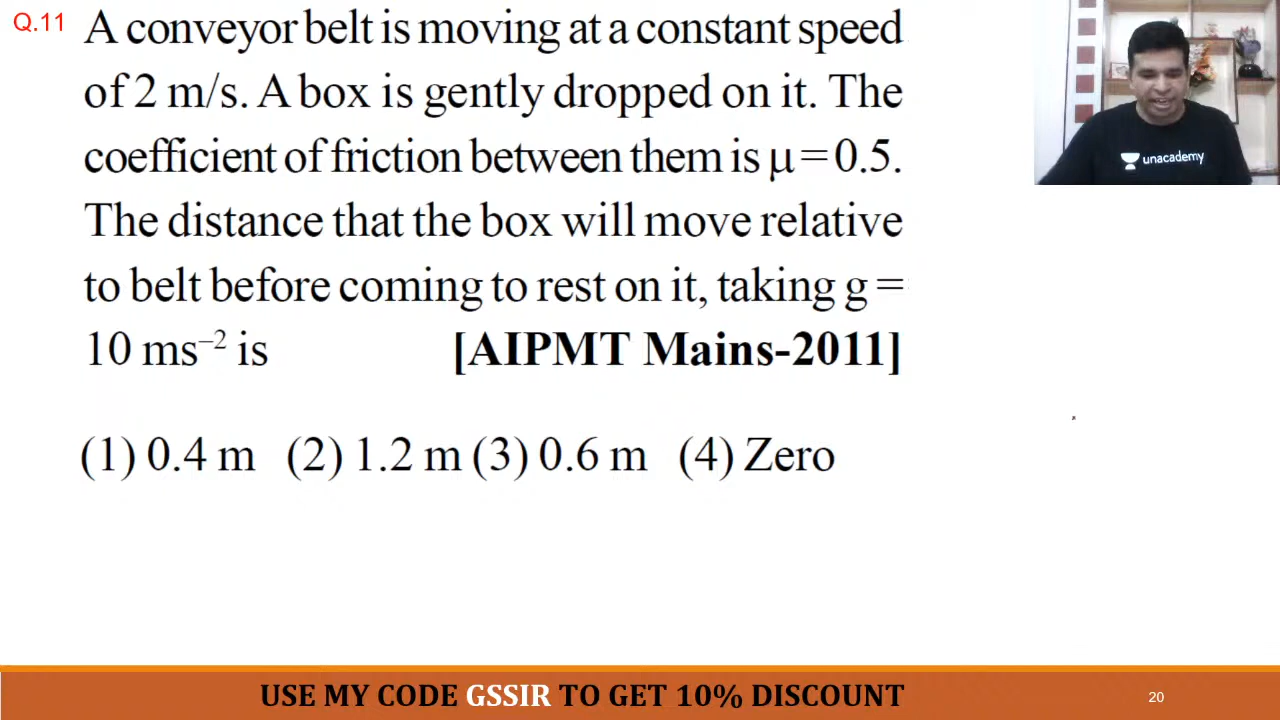 Q.11
A conveyor belt is moving at a constant speed
of 2 m/s. A box is gently dropped on it. The
coefficient of friction between them is μ = 0.5.
The distance that the box will move relative
to belt before coming to rest on it, taking g =
10 ms⁻² is [AIPMT Mains-2011]
(1) 0.4 m (2) 1.2 m (3) 0.6 m (4) Zero
unacademy
USE MY CODE GSSIR TO GET 10% DISCOUNT
20